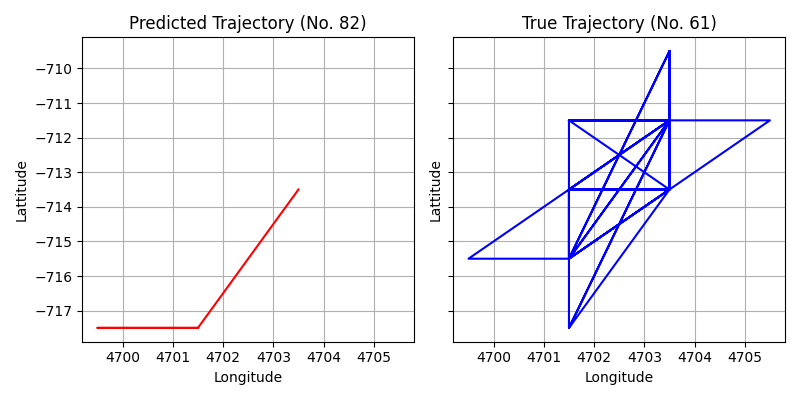 Predicted Trajectory (No. 82)
True Trajectory (No. 61)
Lattitude
−710
−711
−712
−713
−714
−715
−716
−717
4700 4701 4702 4703 4704 4705
Longitude
Lattitude
4700 4701 4702 4703 4704 4705
Longitude